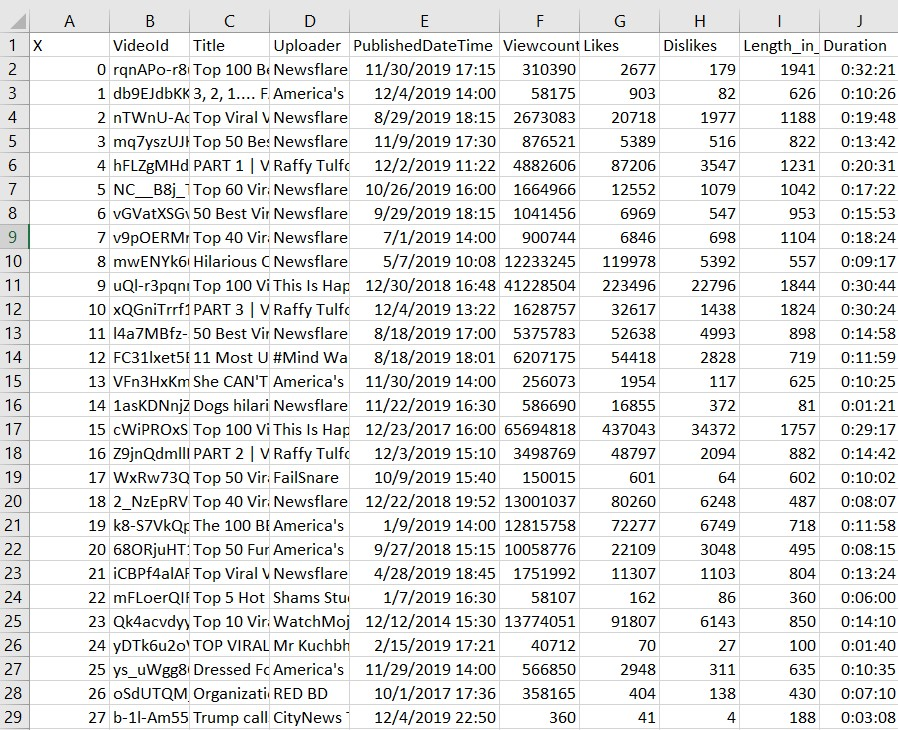 A B C D E F G H I J
1 X VideoId Title Uploader PublishedDateTime Viewcount Likes Dislikes Length_in_ Duration
2 0 rqnAPo-r8 Top 100 Be Newsflare 11/30/2019 17:15 310390 2677 179 1941 0:32:21
3 1 db9EJdbKK 3, 2, 1.... F America's 12/4/2019 14:00 58175 903 82 626 0:10:26
4 2 nTWnU-Ac Top Viral V Newsflare 8/29/2019 18:15 2673083 20718 1977 1188 0:19:48
5 3 mq7yszUJ Top 50 Bes Newsflare 11/9/2019 17:30 876521 5389 516 822 0:13:42
6 4 hFLZgMHd PART 1 | V Raffy Tulfo 12/2/2019 11:22 4882606 87206 3547 1231 0:20:31
7 5 NC__B8j_ Top 60 Vir Newsflare 10/26/2019 16:00 1664966 12552 1079 1042 0:17:22
8 6 vGVatXSG 50 Best Vir Newsflare 9/29/2019 18:15 1041456 6969 547 953 0:15:53
9 7 v9pOERMr Top 40 Vir Newsflare 7/1/2019 14:00 900744 6846 698 1104 0:18:24
10 8 mwENYk6 Hilarious C Newsflare 5/7/2019 10:08 12233245 119978 5392 557 0:09:17
11 9 uQl-r3pqn Top 100 Vi This Is Hap 12/30/2018 16:48 41228504 223496 22796 1844 0:30:44
12 10 xQGniTrrf1 PART 3 | V Raffy Tulfo 12/4/2019 13:22 1628757 32617 1438 1824 0:30:24
13 11 l4a7MBfz- 50 Best Vir Newsflare 8/18/2019 17:00 5375783 52638 4993 898 0:14:58
14 12 FC31lxet5E 11 Most U #Mind Wa 8/18/2019 18:01 6207175 54418 2828 719 0:11:59
15 13 VFn3HxKm She CAN'T America's 11/30/2019 14:00 256073 1954 117 625 0:10:25
16 14 1asKDNnjZ Dogs hilari Newsflare 11/22/2019 16:30 586690 16855 372 81 0:01:21
17 15 cWiPROxS Top 100 Vi This Is Hap 12/23/2017 16:00 65694818 437043 34372 1757 0:29:17
18 16 Z9jnQdmll PART 2 | V Raffy Tulfo 12/3/2019 15:10 3498769 48797 2094 882 0:14:42
19 17 WxRw73Q Top 50 Vir FailSnare 10/9/2019 15:40 150015 601 64 602 0:10:02
20 18 2_NzEpRV Top 40 Vir Newsflare 12/22/2018 19:52 13001037 80260 6248 487 0:08:07
21 19 k8-S7VkQp The 100 BE America's 1/9/2019 14:00 12815758 72277 6749 718 0:11:58
22 20 68ORjuHT Top 50 Fur America's 9/27/2018 15:15 10058776 22109 3048 495 0:08:15
23 21 iCBPf4alAF Top Viral V Newsflare 4/28/2019 18:45 1751992 11307 1103 804 0:13:24
24 22 mFLoerQIF Top 5 Hot Shams Stu 1/7/2019 16:30 58107 162 86 360 0:06:00
25 23 Qk4acvdyy Top 10 Vir WatchMoj 12/12/2014 15:30 13774051 91807 6143 850 0:14:10
26 24 yDTk6u2o TOP VIRAL Mr Kuchbh 2/15/2019 17:21 40712 70 27 100 0:01:40
27 25 ys_uWgg8 Dressed Fo America's 11/29/2019 14:00 566850 2948 311 635 0:10:35
28 26 oSdUTQM Organizati RED BD 10/1/2017 17:36 358165 404 138 430 0:07:10
29 27 b-1l-Am55 Trump call CityNews 12/4/2019 22:50 360 41 4 188 0:03:08